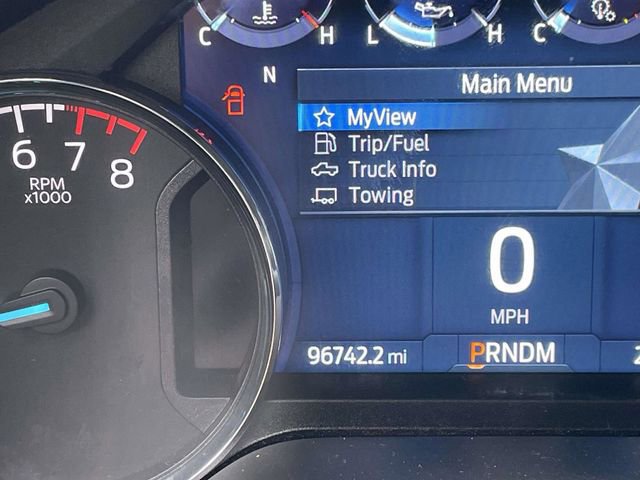 C H L H C
N
Main Menu
MyView
Trip/Fuel
Truck Info
Towing
6 7 8
RPM
x1000
0
MPH
96742.2 mi
PRNDM